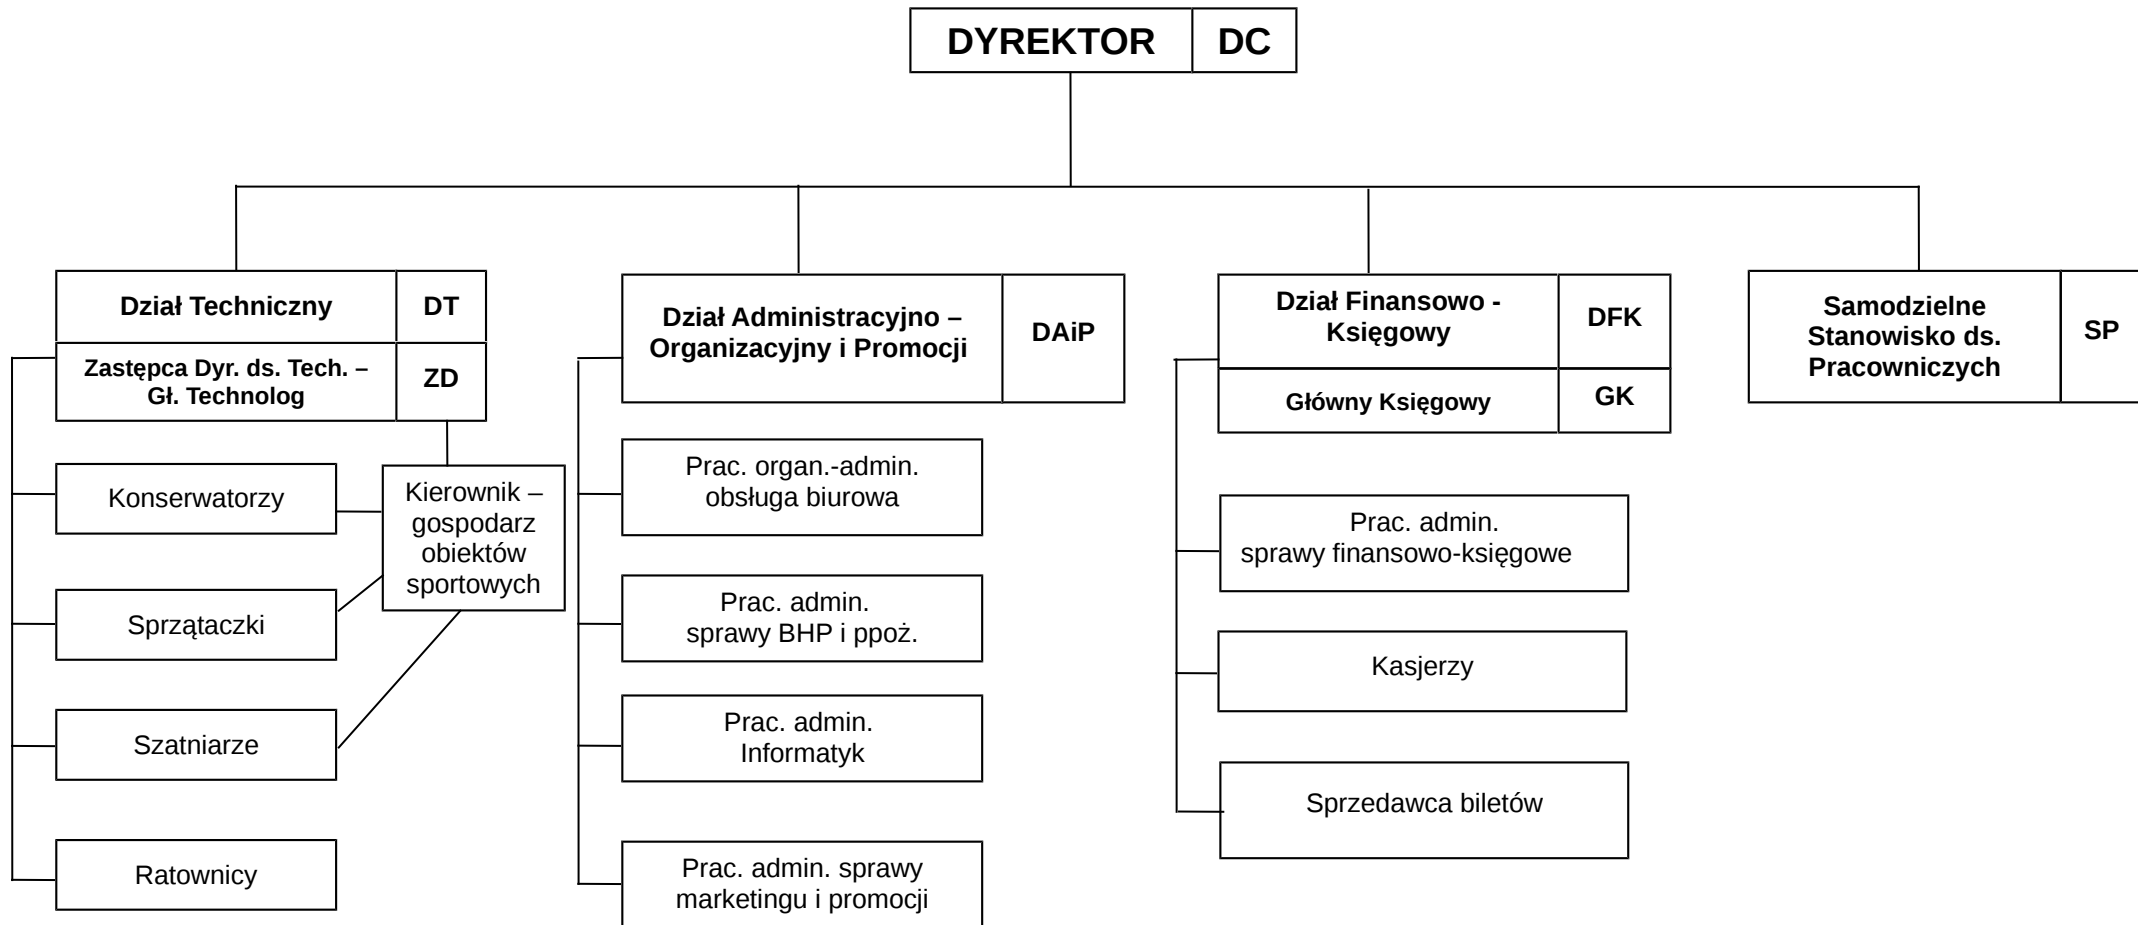 DYREKTOR DC
Dział Techniczny DT
Zastępca Dyr. ds. Tech. –
Gł. Technolog
ZD
Konserwatorzy
Sprzątaczki
Szatniarze
Ratownicy
Kierownik –
gospodarz
obiektów
sportowych
Dział Administracyjno –
Organizacyjny i Promocji
DAiP
Prac. organ.-admin.
obsługa biurowa
Prac. admin.
sprawy BHP i ppoż.
Prac. admin.
Informatyk
Prac. admin. sprawy
marketingu i promocji
Dział Finansowo -
Księgowy
DFK
Główny Księgowy GK
Prac. admin.
sprawy finansowo-księgowe
Kasjerzy
Sprzedawca biletów
Samodzielne
Stanowisko ds.
Pracowniczych
SP